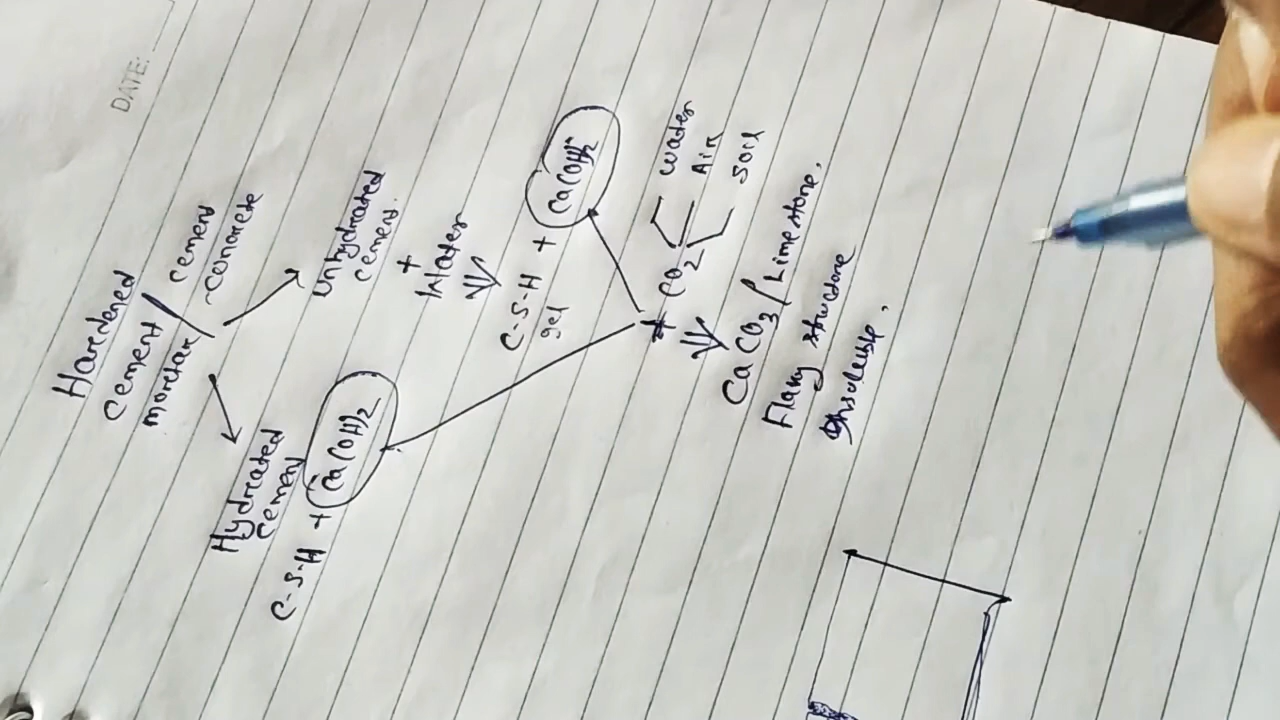 DATE:
Hardened
cement / cement
mortar concrete
Hydrated
cement
C-S-H + Ca(OH)2
Unhydrated
cement.
+
Water
C-S-H + Ca(OH)2
gel
+ CO2
Water
Air
Soil
CaCO3/Limestone.
Flaky structure
Insoluble.